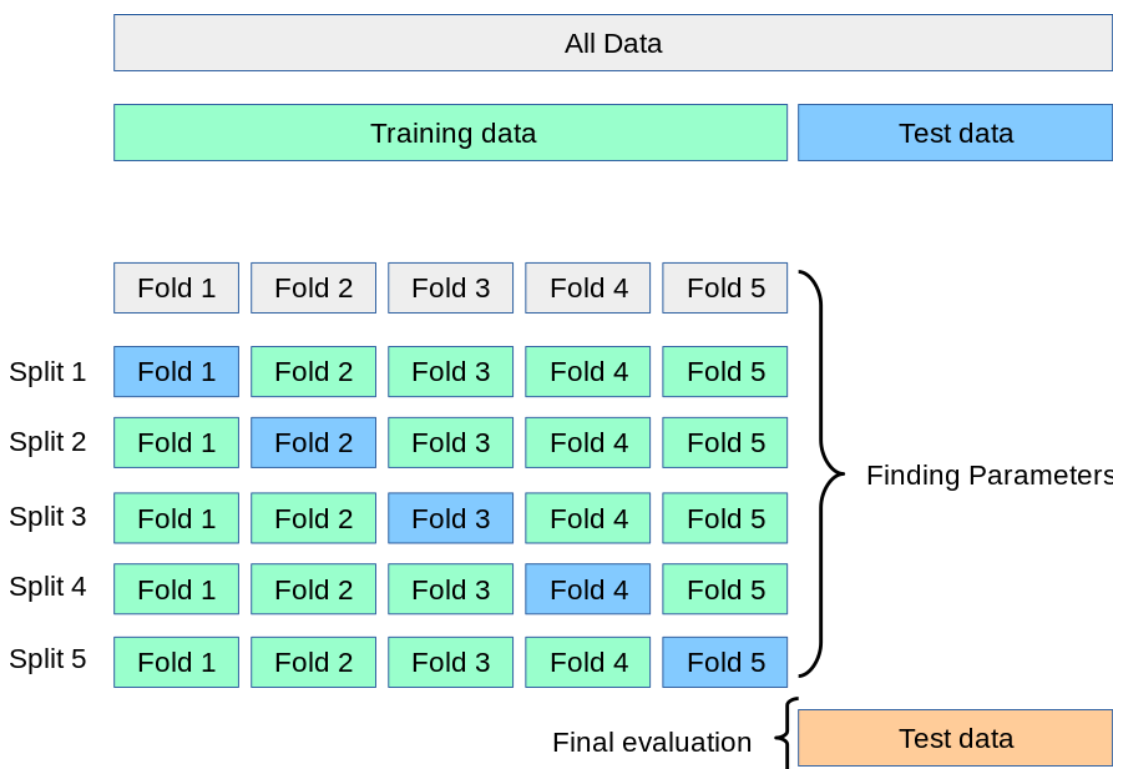 All Data
Training data Test data
Fold 1 Fold 2 Fold 3 Fold 4 Fold 5
Split 1 Fold 1 Fold 2 Fold 3 Fold 4 Fold 5
Split 2 Fold 1 Fold 2 Fold 3 Fold 4 Fold 5
Finding Parameters
Split 3 Fold 1 Fold 2 Fold 3 Fold 4 Fold 5
Split 4 Fold 1 Fold 2 Fold 3 Fold 4 Fold 5
Split 5 Fold 1 Fold 2 Fold 3 Fold 4 Fold 5
Final evaluation Test data